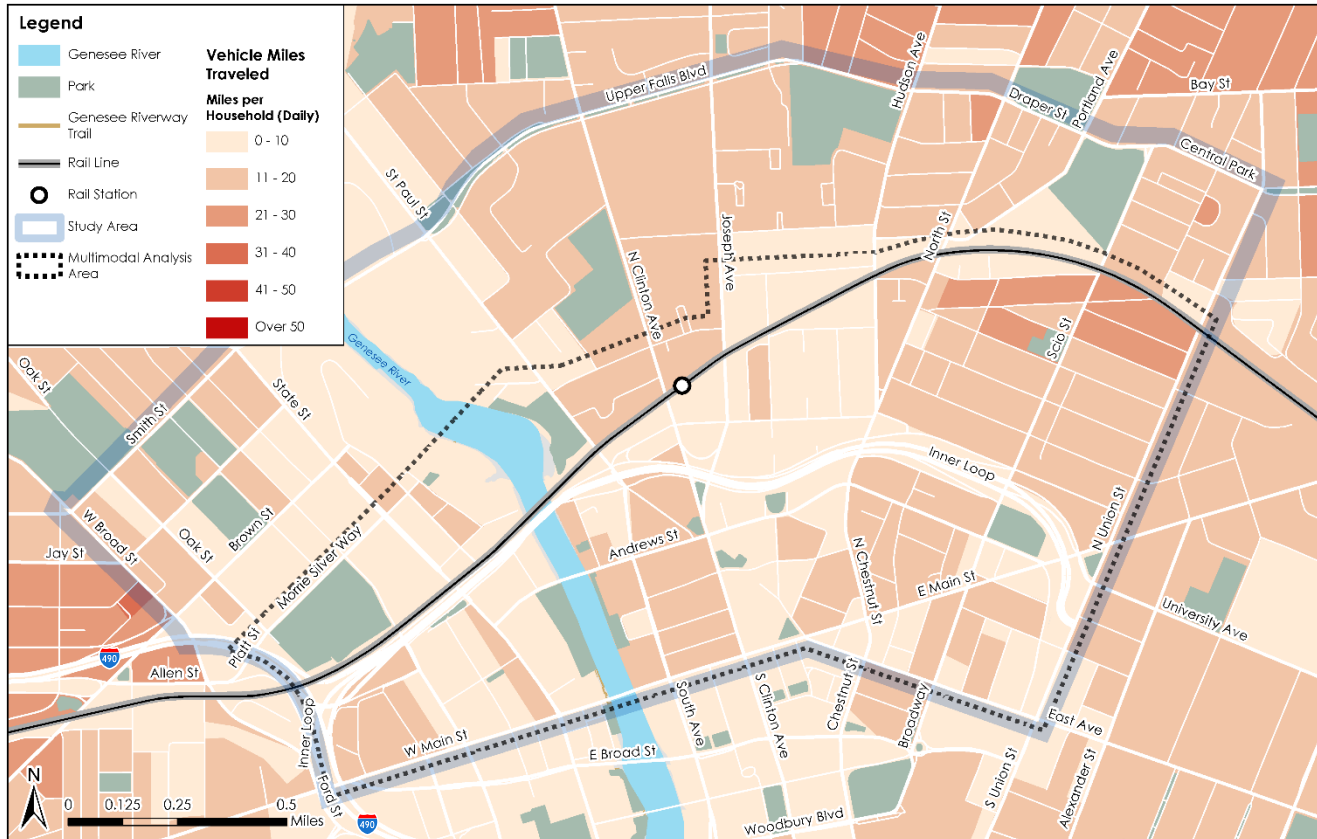 Legend
Genesee River
Park
Genesee Riverway
Trail
Rail Line
Rail Station
Study Area
Multimodal Analysis
Area
Vehicle Miles
Traveled
Miles per
Household (Daily)
0 - 10
11 - 20
21 - 30
31 - 40
41 - 50
Over 50
Upper Falls Blvd
Hudson Ave
Draper St
Portland Ave
Bay St
Central Park
St Paul St
N Clinton Ave
Joseph Ave
North St
Scio St
Genesee River
Oak St
Smith St
State St
W Broad St
Oak St
Brown St
Jay St
Morrie Silver Way
Platt St
Allen St
490
Inner Loop
Andrews St
N Chestnut St
E Main St
N Union St
University Ave
Inner Loop
Ford St
W Main St
E Broad St
South Ave
S Clinton Ave
Chestnut St
Broadway
East Ave
S Union St
Alexander St
Woodbury Blvd
490
N
0 0.125 0.25 0.5
Miles